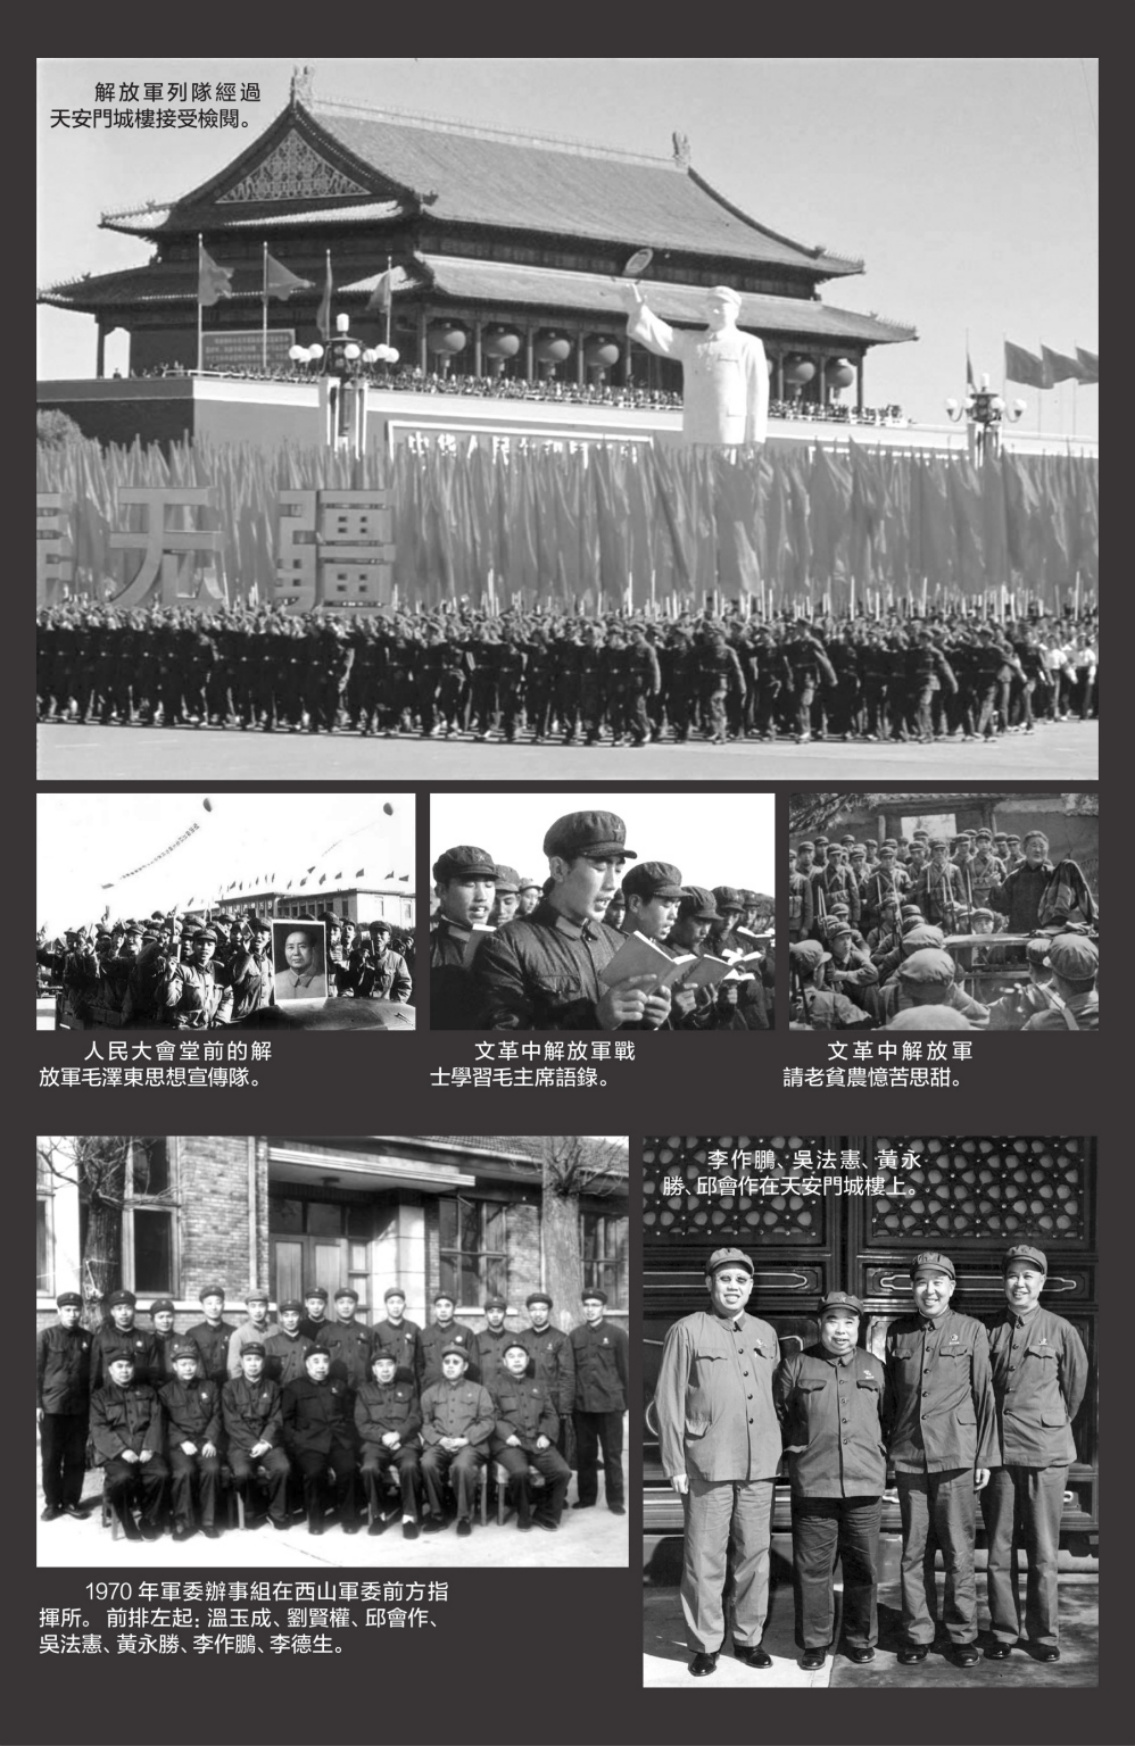 解放軍列隊經過
天安門城樓接受檢閱。
无疆
人民大會堂前的解
放軍毛澤東思想宣傳隊。
文革中解放軍戰
士學習毛主席語錄。
文革中解放軍
請老貧農憶苦思甜。
李作鵬、吳法憲、黃永
勝、邱會作在天安門城樓上。
1970 年軍委辦事組在西山軍委前方指
揮所。 前排左起: 溫玉成、劉賢權、邱會作、
吳法憲、黃永勝、李作鵬、李德生。